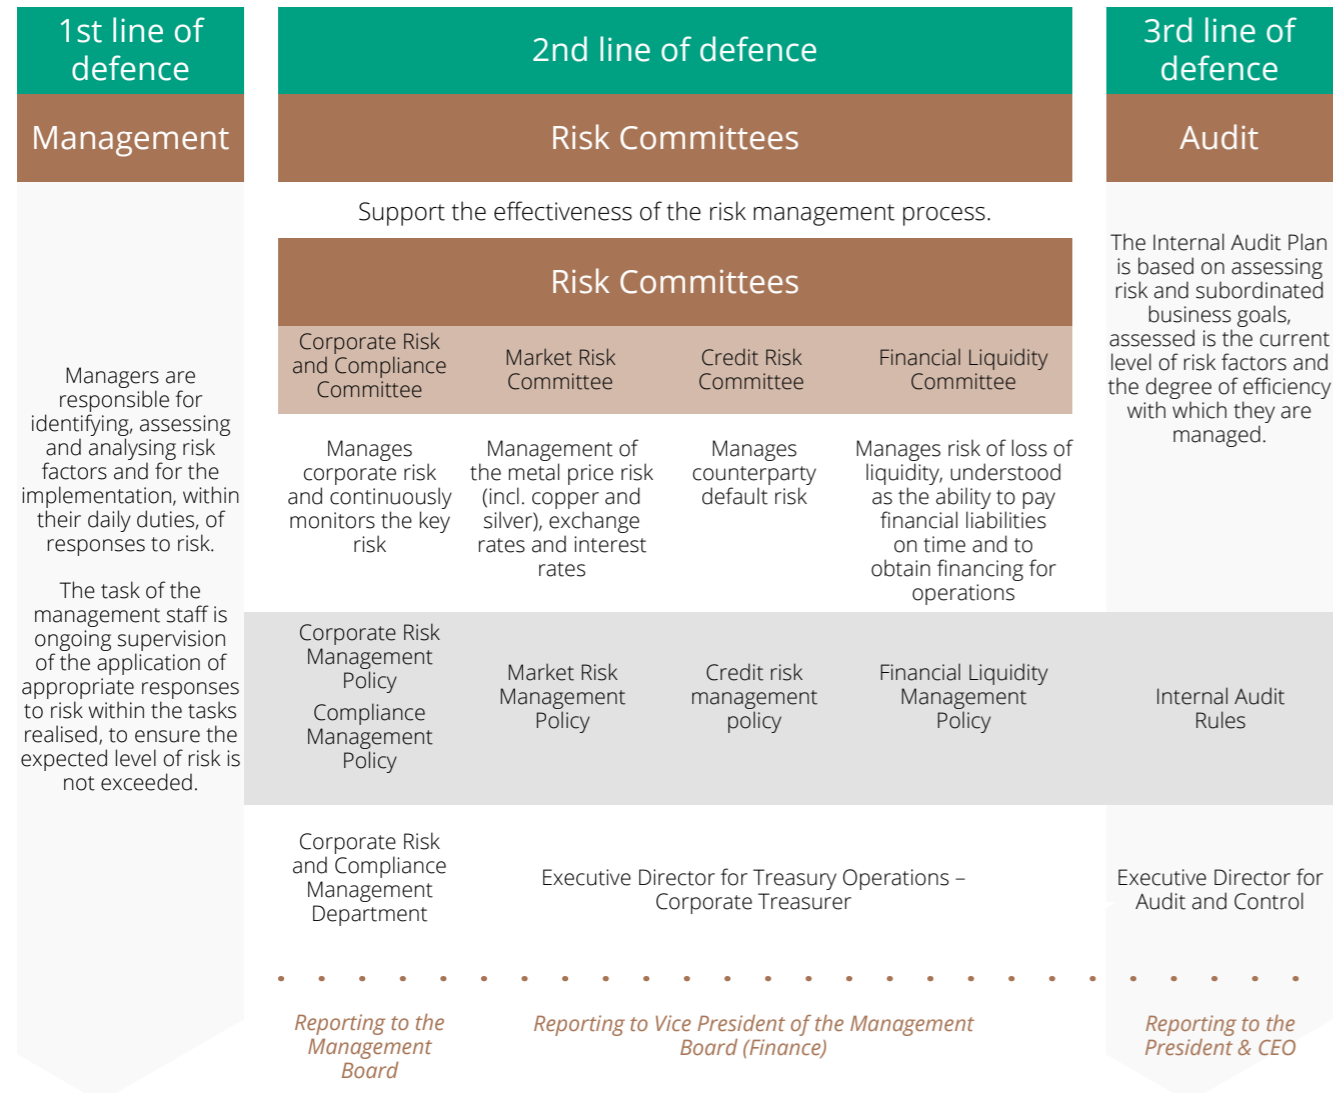 1st line of
defence
Management
Managers are
responsible for
identifying, assessing
and analysing risk
factors and for the
implementation, within
their daily duties, of
responses to risk.
The task of the
management staff is
ongoing supervision
of the application of
appropriate responses
to risk within the tasks
realised, to ensure the
expected level of risk is
not exceeded.
2nd line of defence
Risk Committees
Support the effectiveness of the risk management process.
Risk Committees
Corporate Risk
and Compliance
Committee
Market Risk
Committee
Credit Risk
Committee
Financial Liquidity
Committee
Manages
corporate risk
and continuously
monitors the key
risk
Management of
the metal price risk
(incl. copper and
silver), exchange
rates and interest
rates
Manages
counterparty
default risk
Manages risk of loss of
liquidity, understood
as the ability to pay
financial liabilities
on time and to
obtain financing for
operations
Corporate Risk
Management
Policy
Compliance
Management
Policy
Market Risk
Management
Policy
Credit risk
management
policy
Financial Liquidity
Management
Policy
Corporate Risk
and Compliance
Management
Department
Executive Director for Treasury Operations –
Corporate Treasurer
Reporting to the
Management
Board
Reporting to Vice President of the Management
Board (Finance)
3rd line of
defence
Audit
The Internal Audit Plan
is based on assessing
risk and subordinated
business goals,
assessed is the current
level of risk factors and
the degree of efficiency
with which they are
managed.
Internal Audit
Rules
Executive Director for
Audit and Control
Reporting to the
President & CEO